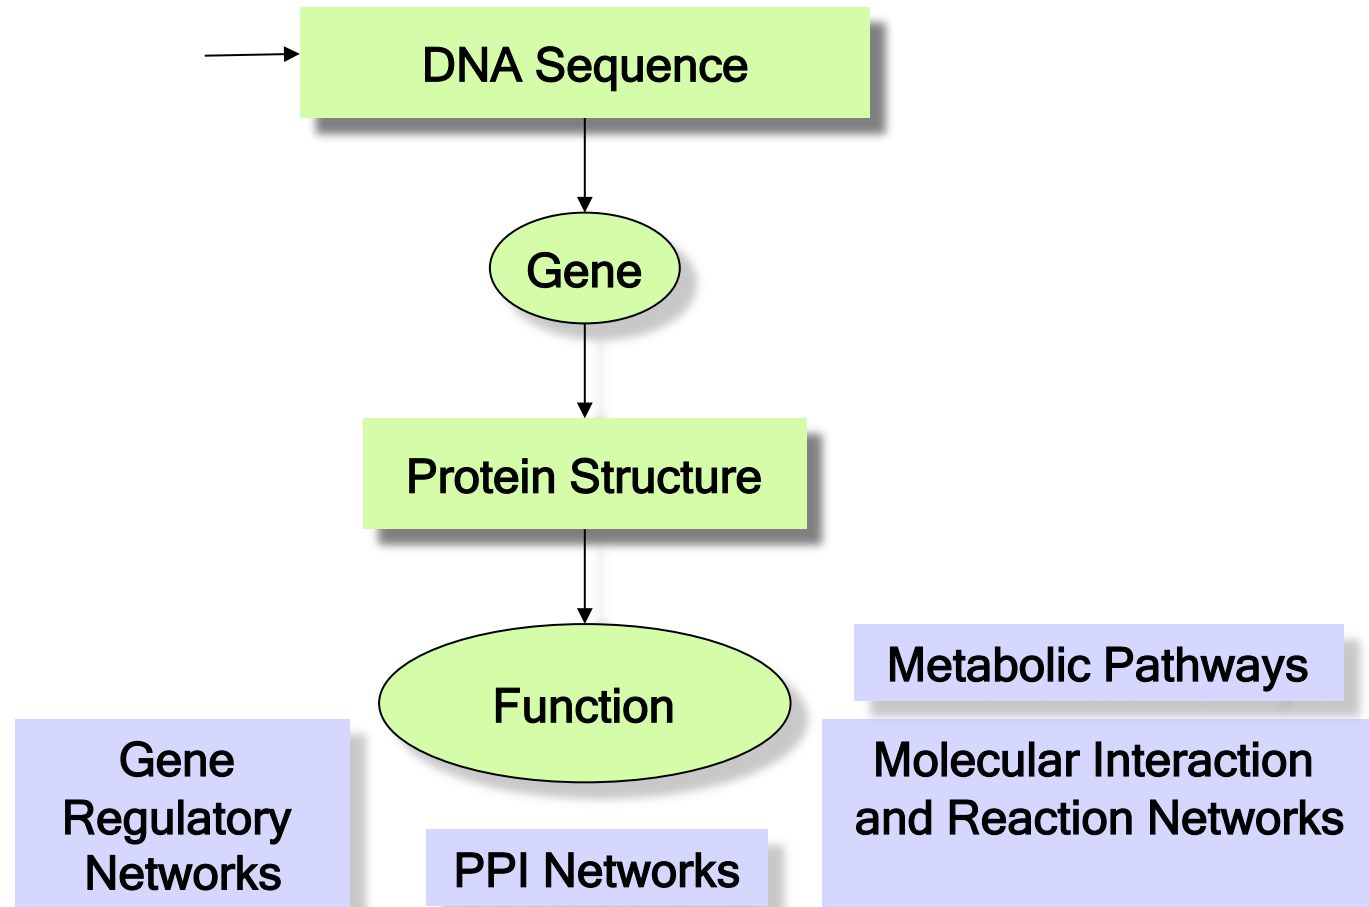 DNA Sequence
Gene
Protein Structure
Function
Metabolic Pathways
Gene
Regulatory
Networks
Molecular Interaction
and Reaction Networks
PPI Networks